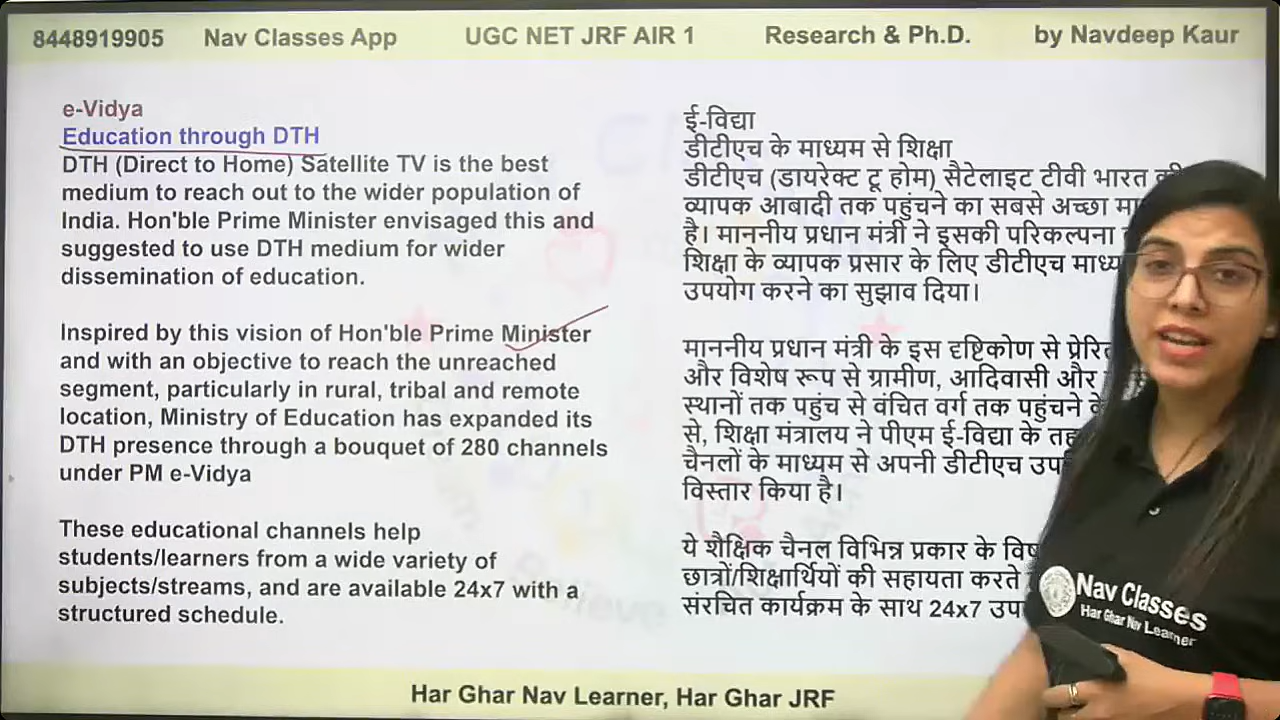 8448919905 Nav Classes App UGC NET JRF AIR 1 Research & Ph.D. by Navdeep Kaur
e-Vidya
Education through DTH
DTH (Direct to Home) Satellite TV is the best
medium to reach out to the wider population of
India. Hon'ble Prime Minister envisaged this and
suggested to use DTH medium for wider
dissemination of education.
Inspired by this vision of Hon'ble Prime Minister
and with an objective to reach the unreached
segment, particularly in rural, tribal and remote
location, Ministry of Education has expanded its
DTH presence through a bouquet of 280 channels
under PM e-Vidya
These educational channels help
students/learners from a wide variety of
subjects/streams, and are available 24x7 with a
structured schedule.
ई-विद्या
डीटीएच के माध्यम से शिक्षा
डीटीएच (डायरेक्ट टू होम) सैटेलाइट टीवी भारत की
व्यापक आबादी तक पहुंचने का सबसे अच्छा
है। माननीय प्रधान मंत्री ने इसकी परिकल्पना
शिक्षा के व्यापक प्रसार के लिए डीटीएच
उपयोग करने का सुझाव दिया।
माननीय प्रधान मंत्री के इस दृष्टिकोण से
और विशेष रूप से ग्रामीण, आदिवासी और
स्थानों तक पहुंच से वंचित वर्ग तक पहुंचने
से, शिक्षा मंत्रालय ने पीएम ई-विद्या के
चैनलों के माध्यम से अपनी डीटीएच
विस्तार किया है।
ये शैक्षिक चैनल विभिन्न प्रकार के
छात्रों/शिक्षार्थियों की सहायता करते
संरचित कार्यक्रम के साथ 24x7
Nav Classes
Har Ghar Nav Learner
Har Ghar Nav Learner, Har Ghar JRF